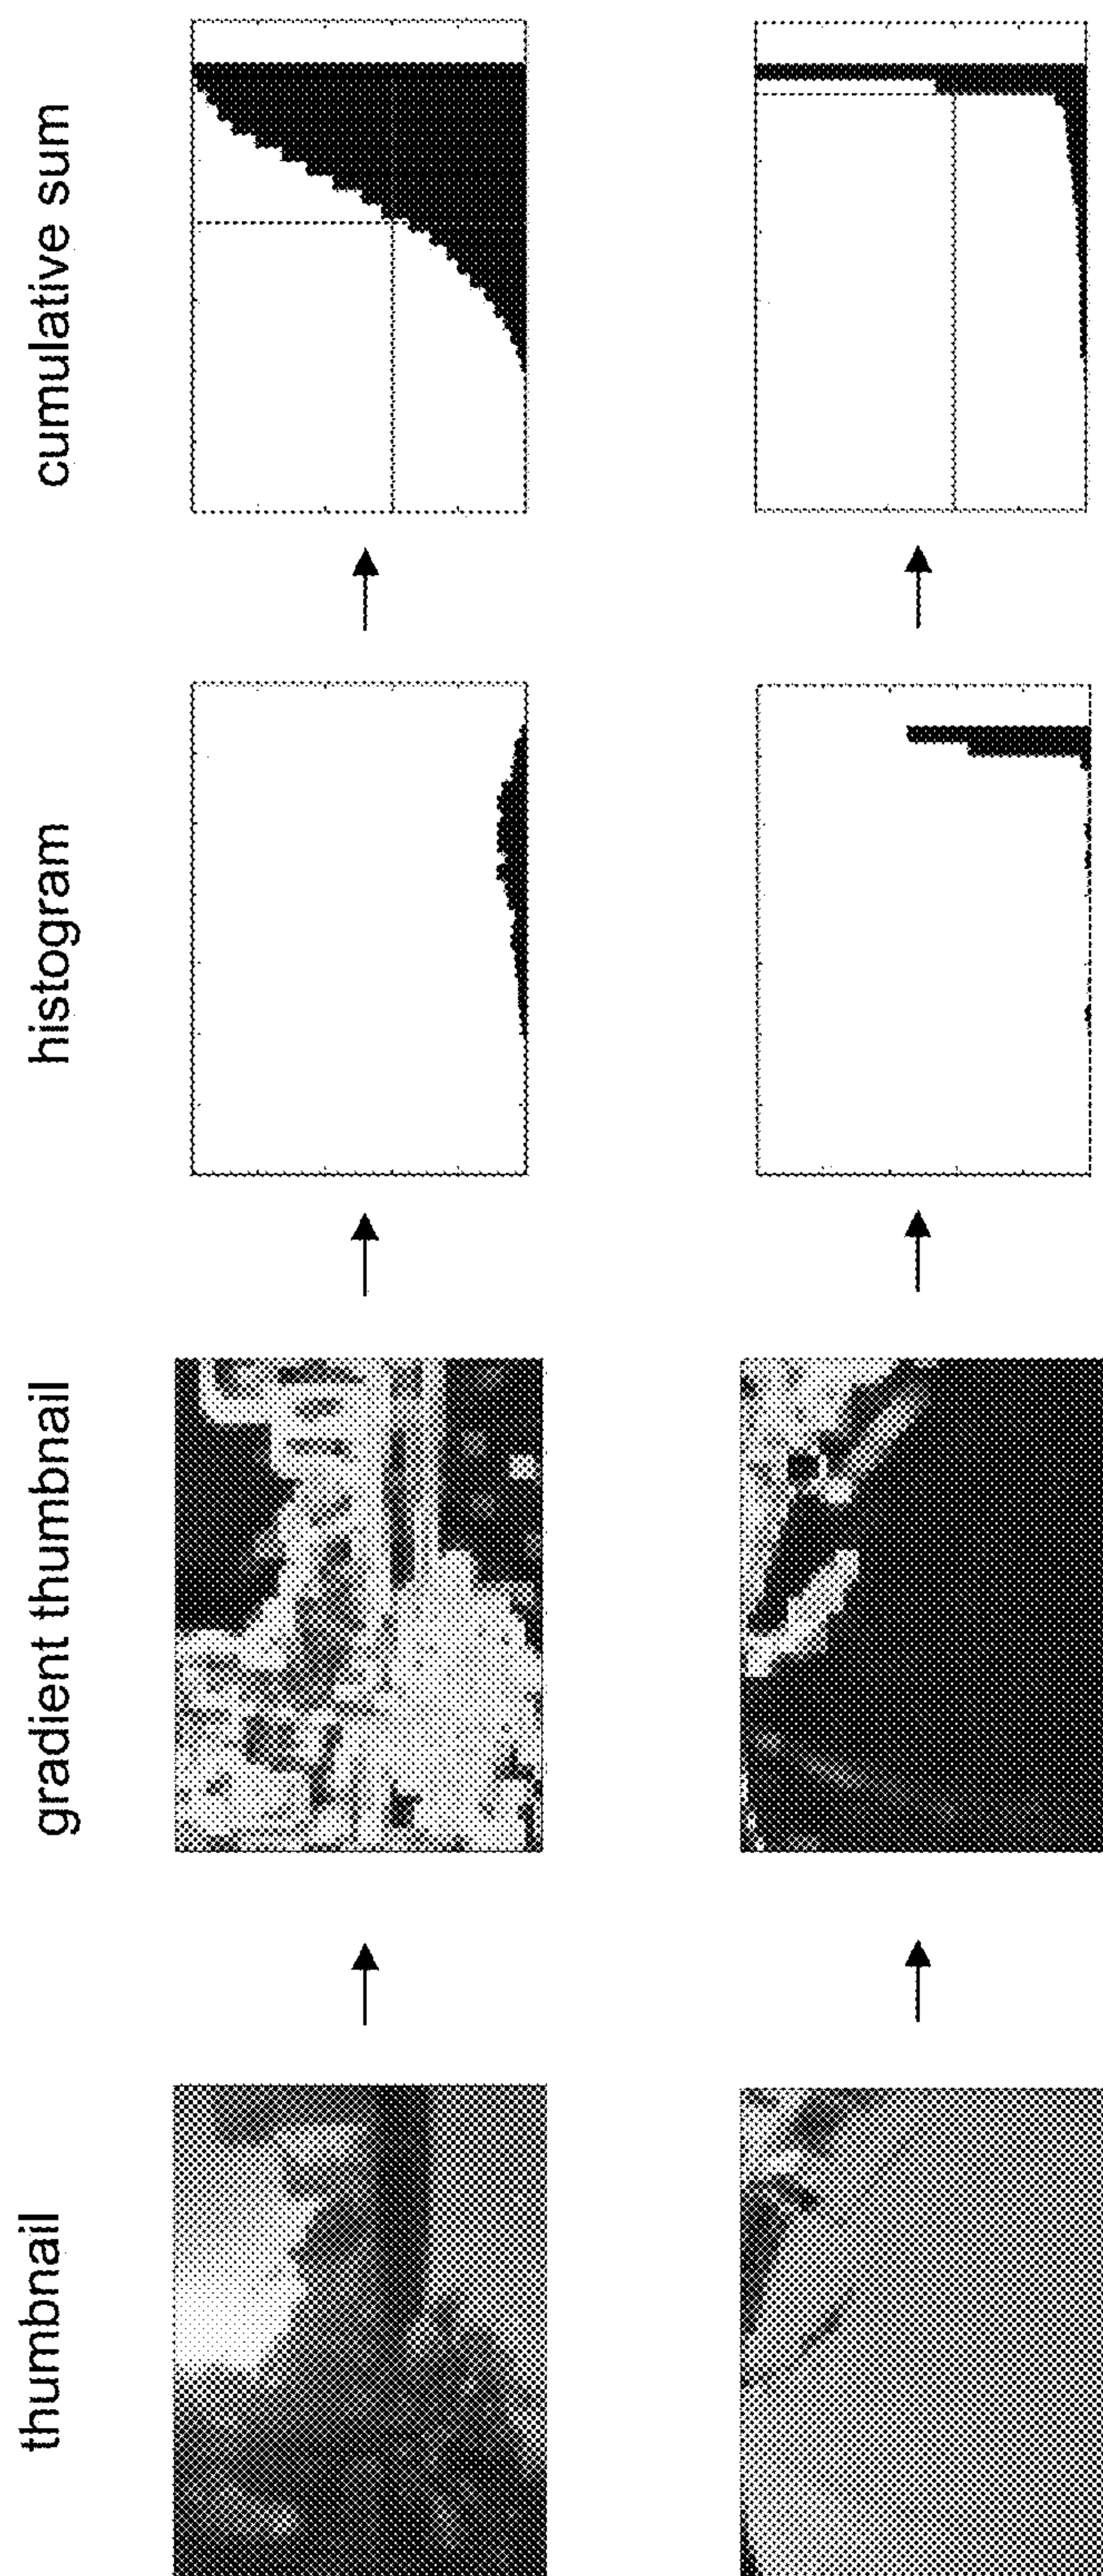 thumbnail
gradient thumbnail
histogram
cumulative sum